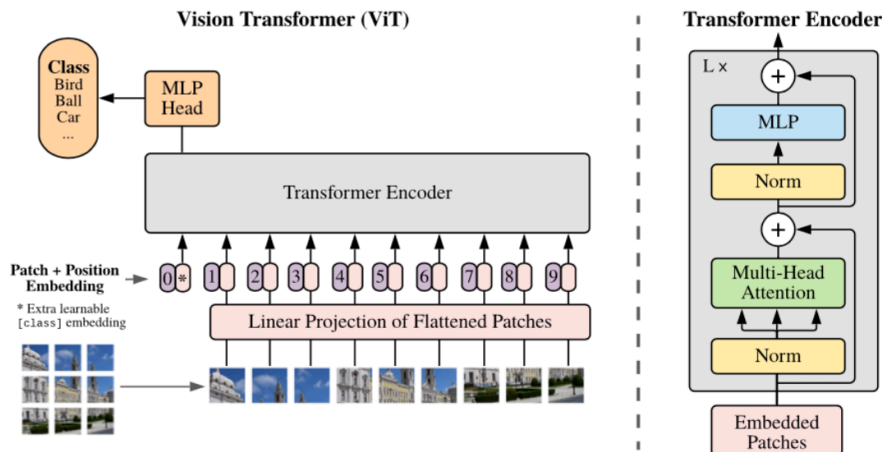 Vision Transformer (ViT)
Class
Bird
Ball
Car
...
MLP
Head
Transformer Encoder
Patch + Position
Embedding
0 * 1 2 3 4 5 6 7 8 9
* Extra learnable
[class] embedding
Linear Projection of Flattened Patches
Transformer Encoder
L ×
+
MLP
Norm
+
Multi-Head
Attention
Norm
Embedded
Patches